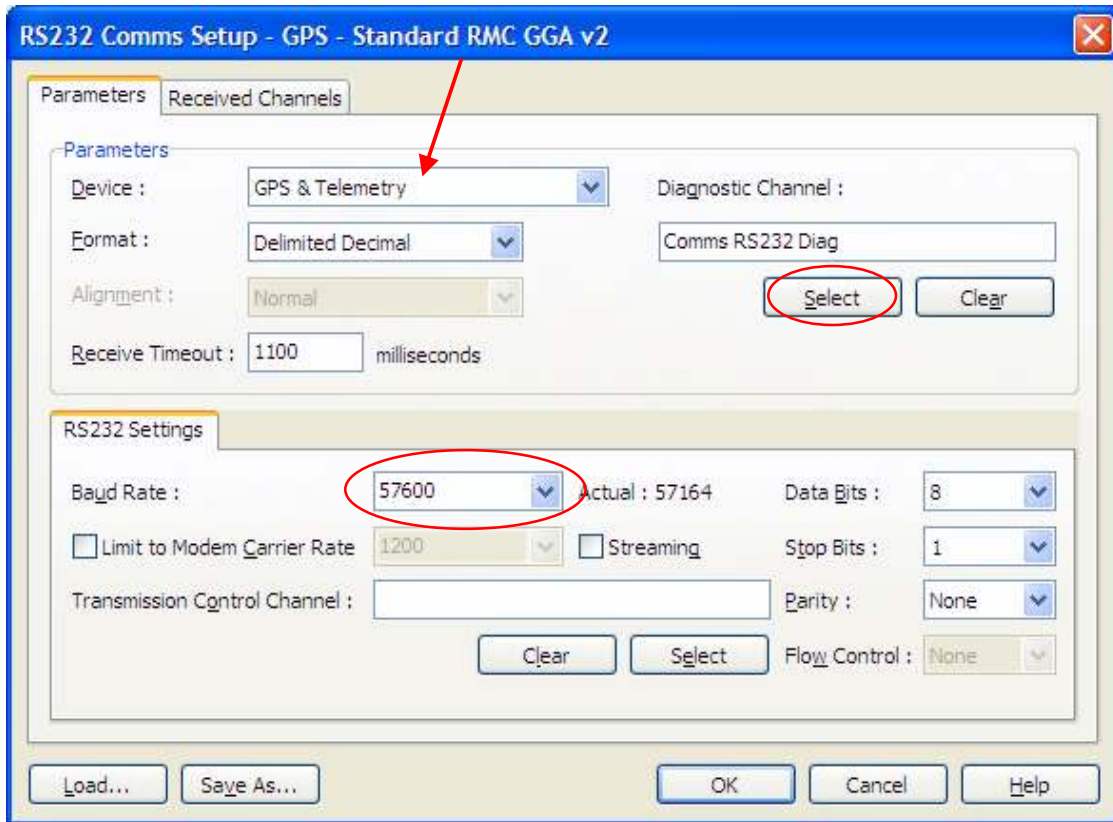 RS232 Comms Setup - GPS - Standard RMC GGA v2
Parameters
Received Channels
Parameters
Device :
GPS & Telemetry
Diagnostic Channel :
Format :
Delimited Decimal
Comms RS232 Diag
Alignment :
Normal
Select
Clear
Receive Timeout :
1100
milliseconds
RS232 Settings
Baud Rate :
57600
Actual : 57164
Data Bits :
8
Limit to Modem Carrier Rate
1200
Streaming
Stop Bits :
1
Transmission Control Channel :
Parity :
None
Clear
Select
Flow Control :
None
Load...
Save As...
OK
Cancel
Help